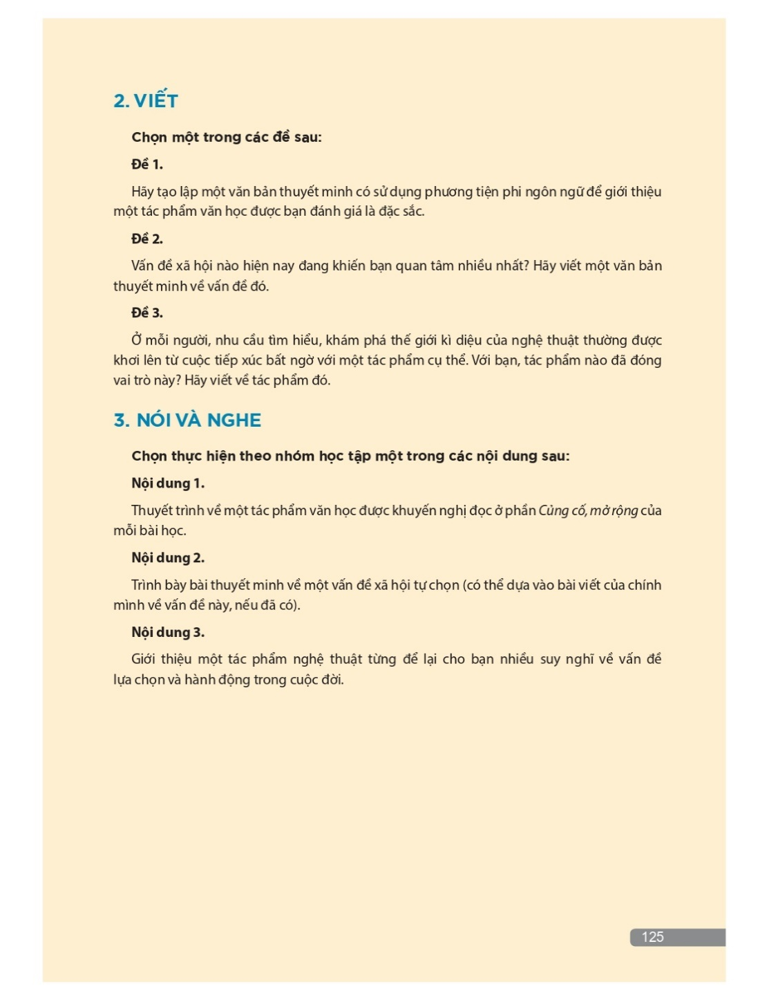 2. VIẾT
Chọn một trong các đề sau:
Đề 1.
Hãy tạo lập một văn bản thuyết minh có sử dụng phương tiện phi ngôn ngữ để giới thiệu
một tác phẩm văn học được bạn đánh giá là đặc sắc.
Đề 2.
Vấn đề xã hội nào hiện nay đang khiến bạn quan tâm nhiều nhất? Hãy viết một văn bản
thuyết minh về vấn đề đó.
Đề 3.
Ở mỗi người, nhu cầu tìm hiểu, khám phá thế giới kì diệu của nghệ thuật thường được
khơi lên từ cuộc tiếp xúc bất ngờ với một tác phẩm cụ thể. Với bạn, tác phẩm nào đã đóng
vai trò này? Hãy viết về tác phẩm đó.
3. NÓI VÀ NGHE
Chọn thực hiện theo nhóm học tập một trong các nội dung sau:
Nội dung 1.
Thuyết trình về một tác phẩm văn học được khuyến nghị đọc ở phần Củng cố, mở rộng của
mỗi bài học.
Nội dung 2.
Trình bày bài thuyết minh về một vấn đề xã hội tự chọn (có thể dựa vào bài viết của chính
mình về vấn đề này, nếu đã có).
Nội dung 3.
Giới thiệu một tác phẩm nghệ thuật từng để lại cho bạn nhiều suy nghĩ về vấn đề
lựa chọn và hành động trong cuộc đời.
125